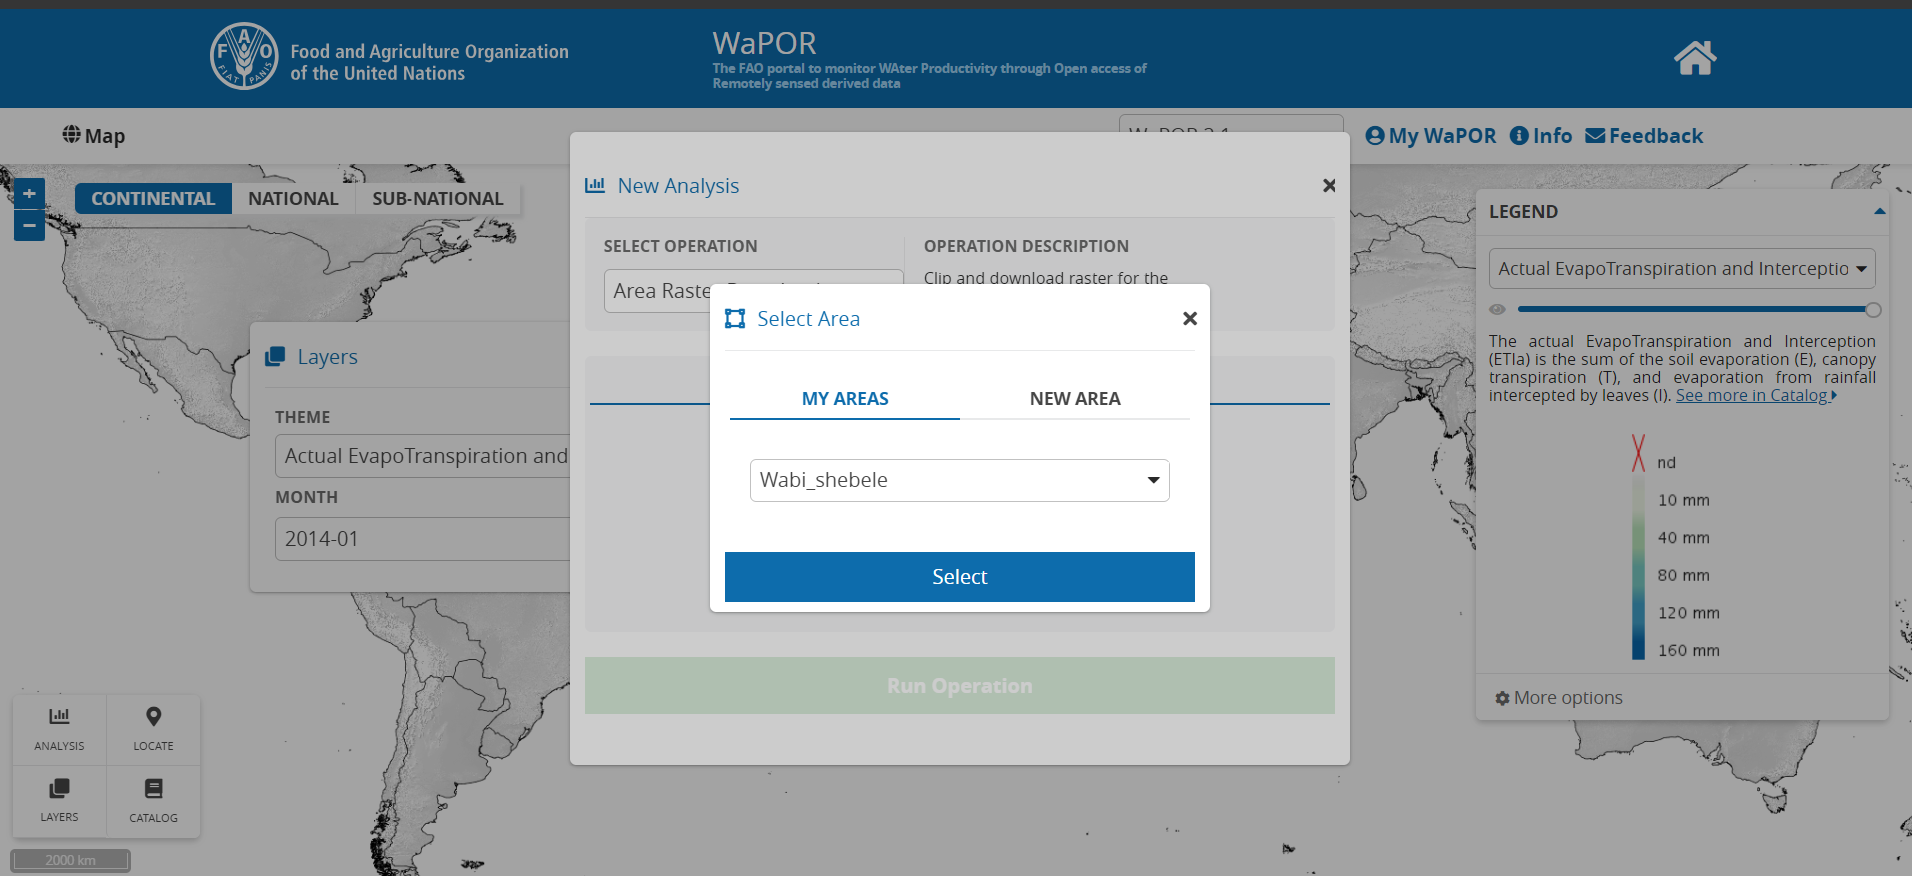 FAO
FIAT PANIS
Food and Agriculture Organization
of the United Nations
WaPOR
The FAO portal to monitor WAter Productivity through Open access of
Remotely sensed derived data
Map
My WaPOR
Info
Feedback
CONTINENTAL
NATIONAL
SUB-NATIONAL
New Analysis
SELECT OPERATION
OPERATION DESCRIPTION
Area Raste
Clip and download raster for the
Select Area
MY AREAS
NEW AREA
Wabi_shebele
Select
Run Operation
Layers
THEME
Actual EvapoTranspiration and
MONTH
2014-01
LEGEND
Actual EvapoTranspiration and Interceptio
The actual EvapoTranspiration and Interception
(ETIa) is the sum of the soil evaporation (E), canopy
transpiration (T), and evaporation from rainfall
intercepted by leaves (I). See more in Catalog
nd
10 mm
40 mm
80 mm
120 mm
160 mm
More options
ANALYSIS
LOCATE
LAYERS
CATALOG
2000 km